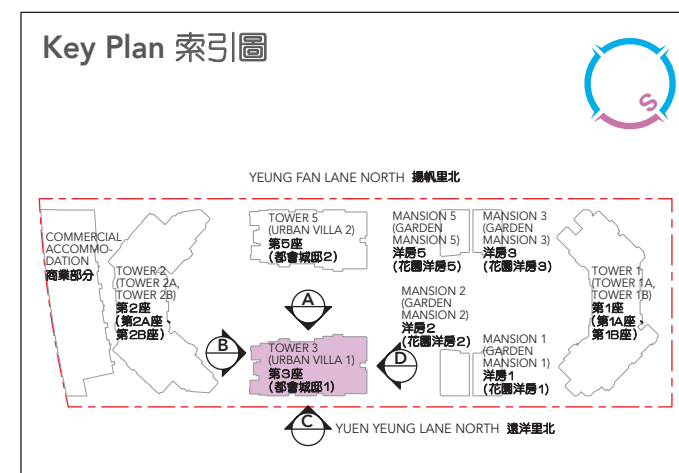 Key Plan 索引圖
S
YEUNG FAN LANE NORTH 揚帆里北
COMMERCIAL
ACCOMMO-
DATION
商業部分
TOWER 2
(TOWER 2A,
TOWER 2B)
第2座
(第2A座、
第2B座)
TOWER 5
(URBAN VILLA 2)
第5座
(都會城邸2)
MANSION 5
(GARDEN
MANSION 5)
洋房5
(花園洋房5)
MANSION 3
(GARDEN
MANSION 3)
洋房3
(花園洋房3)
TOWER 1
(TOWER 1A,
TOWER 1B)
第1座
(第1A座、
第1B座)
MANSION 2
(GARDEN
MANSION 2)
洋房2
(花園洋房2)
A
B
TOWER 3
(URBAN VILLA 1)
第3座
(都會城邸1)
D
MANSION 1
(GARDEN
MANSION 1)
洋房1
(花園洋房1)
C
YUEN YEUNG LANE NORTH 遠洋里北